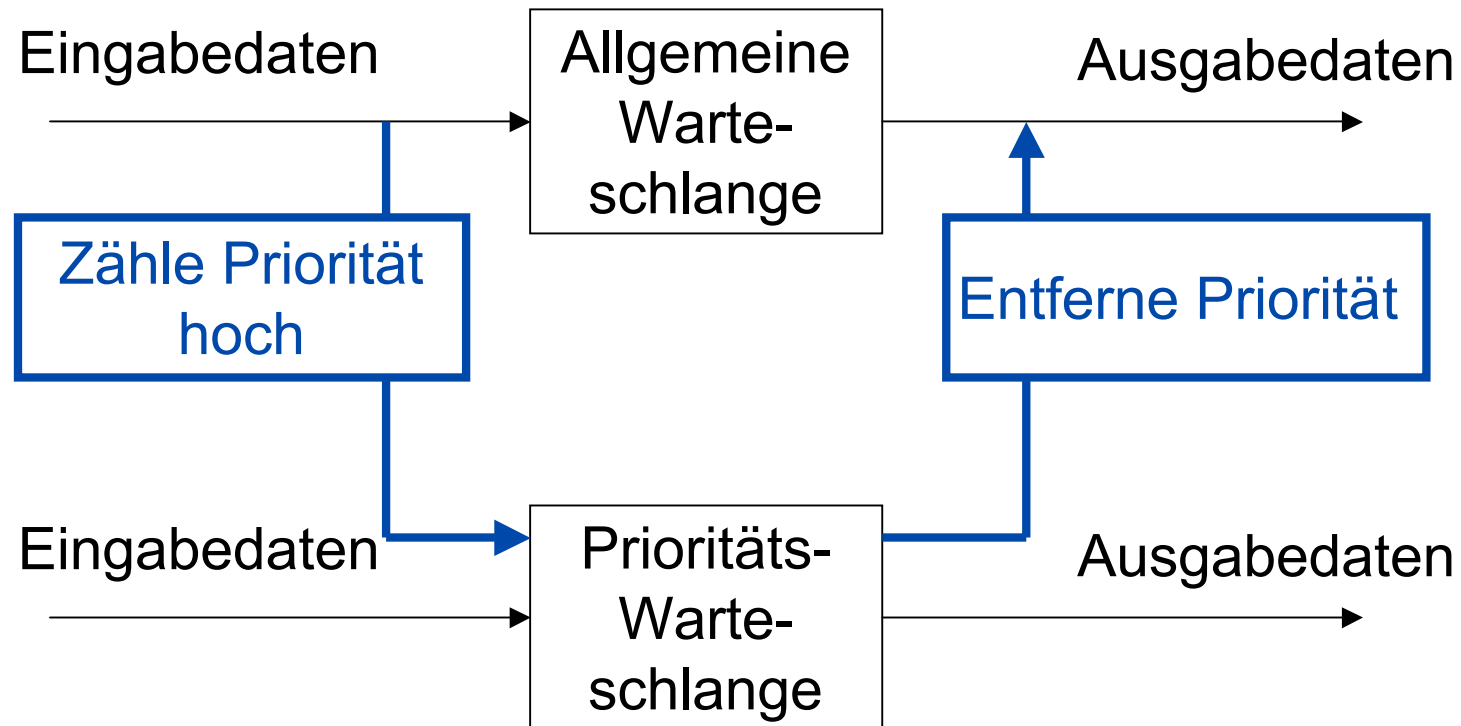 Eingabedaten
Allgemeine
Warte-
schlange
Ausgabedaten
Zähle Priorität
hoch
Entferne Priorität
Eingabedaten
Prioritäts-
Warte-
schlange
Ausgabedaten